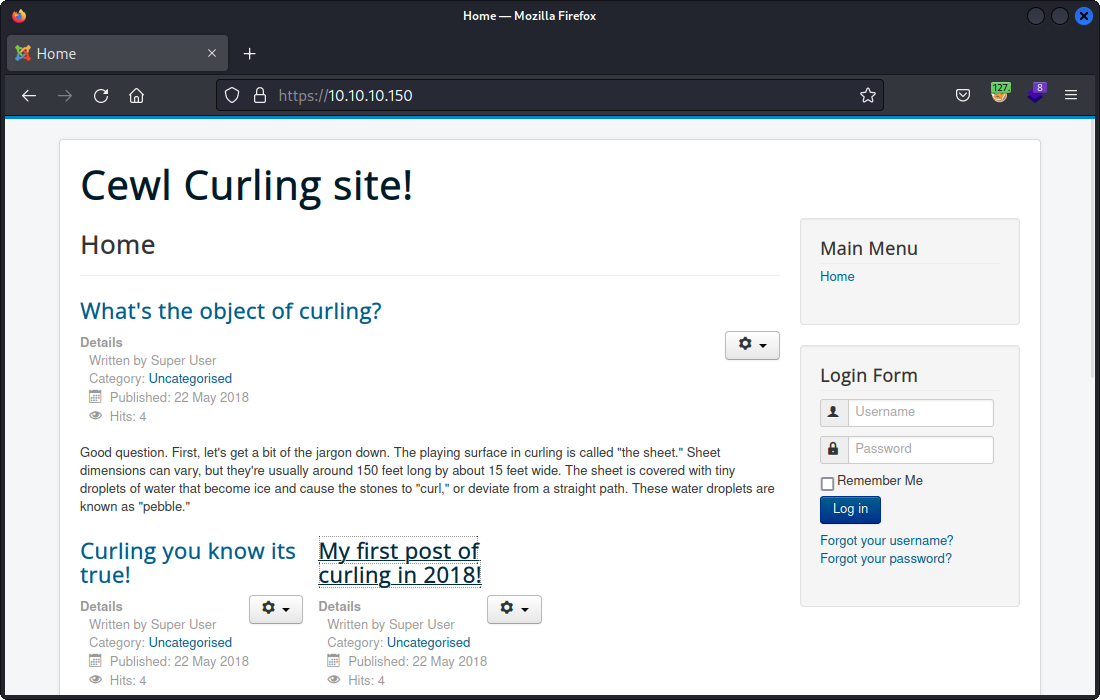 Home — Mozilla Firefox
Home
https://10.10.10.150
127.
8
Cewl Curling site!
Home
What's the object of curling?
Details
Written by Super User
Category: Uncategorised
Published: 22 May 2018
Hits: 4
Good question. First, let's get a bit of the jargon down. The playing surface in curling is called "the sheet." Sheet
dimensions can vary, but they're usually around 150 feet long by about 15 feet wide. The sheet is covered with tiny
droplets of water that become ice and cause the stones to "curl," or deviate from a straight path. These water droplets are
known as "pebble."
Curling you know its
true!
Details
Written by Super User
Category: Uncategorised
Published: 22 May 2018
Hits: 4
My first post of
curling in 2018!
Details
Written by Super User
Category: Uncategorised
Published: 22 May 2018
Hits: 4
Main Menu
Home
Login Form
Username
Password
Remember Me
Log in
Forgot your username?
Forgot your password?